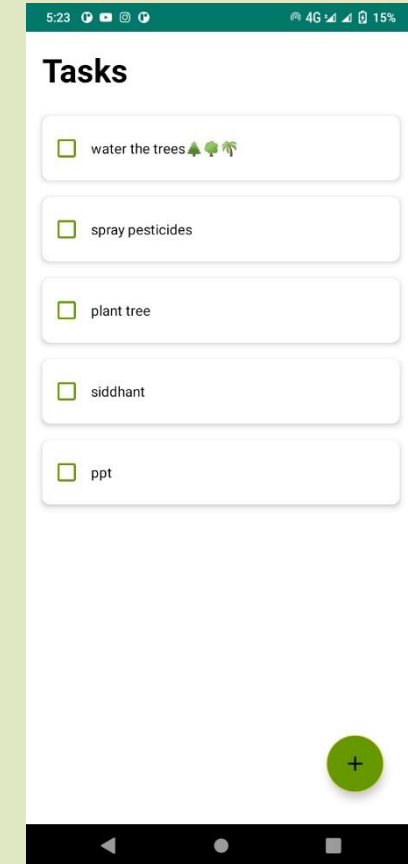 5:23 4G 15%
Tasks
water the trees🌲🌳🌴
spray pesticides
plant tree
siddhant
ppt
+